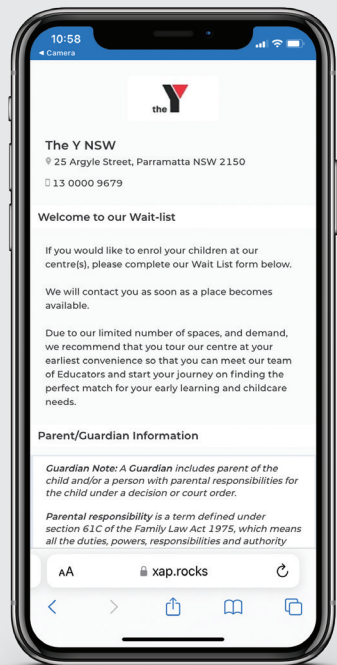 10:58
◀ Camera
the Y
The Y NSW
25 Argyle Street, Parramatta NSW 2150
13 0000 9679
Welcome to our Wait-list
If you would like to enrol your children at our
centre(s), please complete our Wait List form below.
We will contact you as soon as a place becomes
available.
Due to our limited number of spaces, and demand,
we recommend that you tour our centre at your
earliest convenience so that you can meet our team
of Educators and start your journey on finding the
perfect match for your early learning and childcare
needs.
Parent/Guardian Information
Guardian Note: A Guardian includes parent of the
child and/or a person with parental responsibilities for
the child under a decision or court order.
Parental responsibility is a term defined under
section 61C of the Family Law Act 1975, which means
all the duties, powers, responsibilities and authority
AA xap.rocks